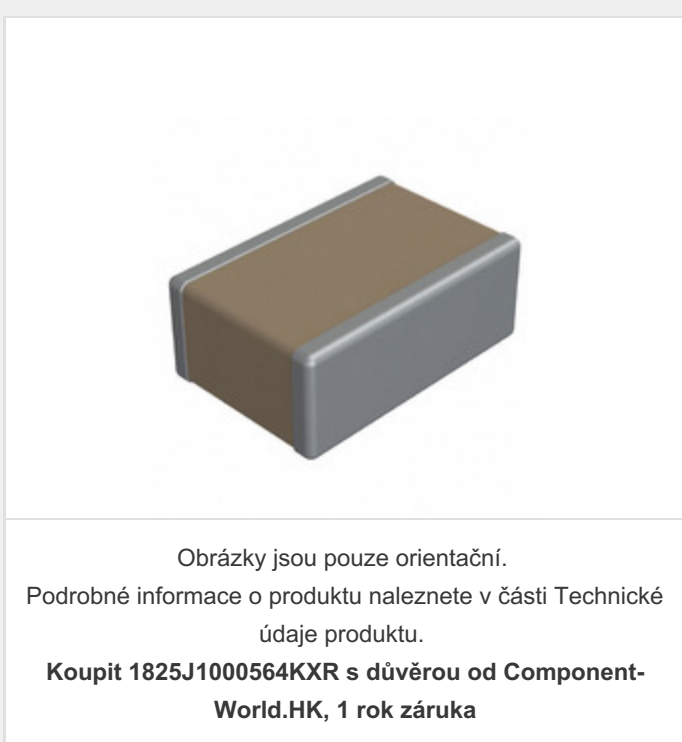 Obrázky jsou pouze orientační.
Podrobné informace o produktu naleznete v části Technické
údaje produktu.
Koupit 1825J1000564KXR s důvěrou od Component-
World.HK, 1 rok záruka